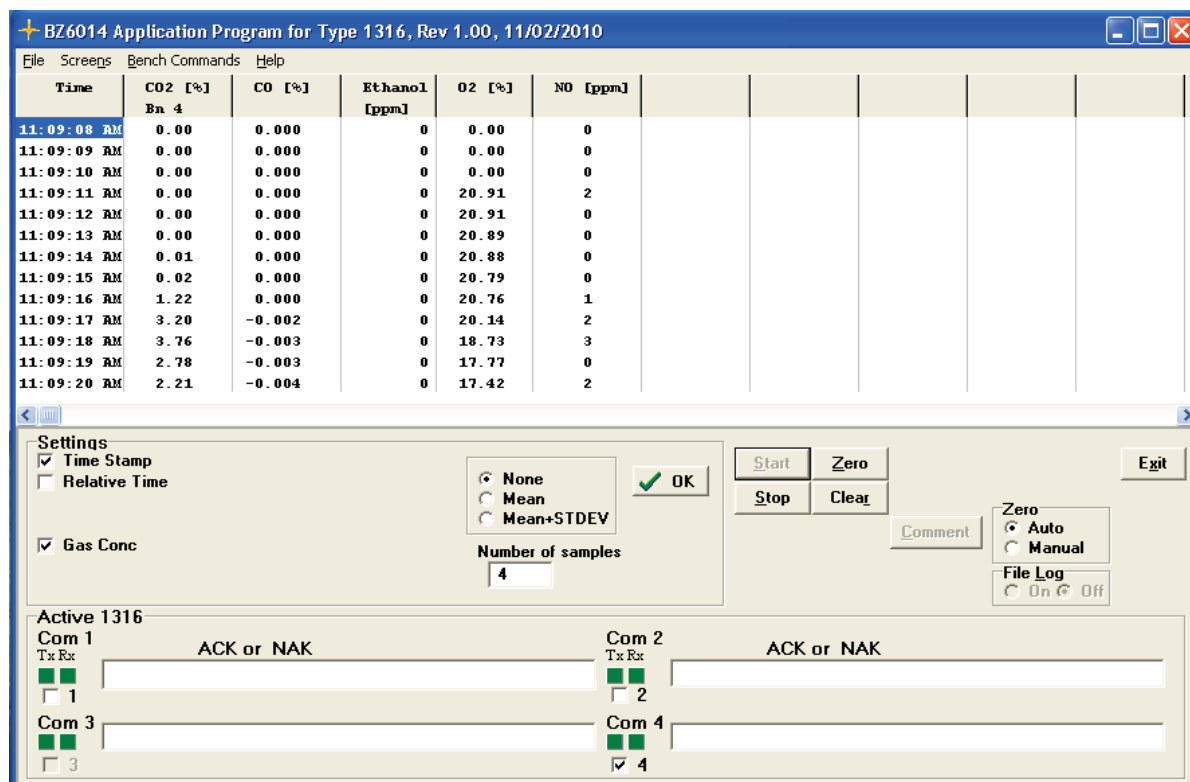 BZ6014 Application Program for Type 1316, Rev 1.00, 11/02/2010
File Screens Bench Commands Help
Time CO2 [%] CO [%] Ethanol O2 [%] NO [ppm]
Bn 4 [ppm]
11:09:08 AM 0.00 0.000 0 0.00 0
11:09:09 AM 0.00 0.000 0 0.00 0
11:09:10 AM 0.00 0.000 0 0.00 0
11:09:11 AM 0.00 0.000 0 20.91 2
11:09:12 AM 0.00 0.000 0 20.91 0
11:09:13 AM 0.00 0.000 0 20.89 0
11:09:14 AM 0.01 0.000 0 20.88 0
11:09:15 AM 0.02 0.000 0 20.79 0
11:09:16 AM 1.22 0.000 0 20.76 1
11:09:17 AM 3.20 -0.002 0 20.14 2
11:09:18 AM 3.76 -0.003 0 18.73 3
11:09:19 AM 2.78 -0.003 0 17.77 0
11:09:20 AM 2.21 -0.004 0 17.42 2
Settings
Time Stamp
Relative Time
Gas Conc
None
Mean
Mean+STDEV
OK
Number of samples
4
Start Zero
Stop Clear
Comment
Exit
Zero
Auto
Manual
File Log
On Off
Active 1316
Com 1
Tx Rx ACK or NAK
1
Com 2
Tx Rx ACK or NAK
2
Com 3
3
Com 4
4